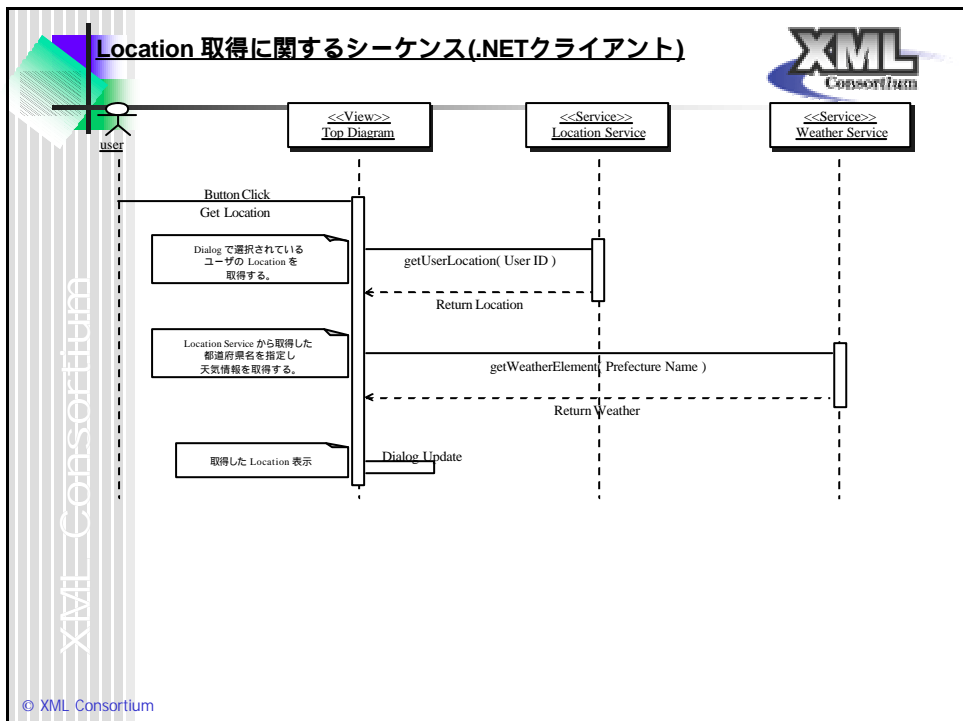 Location 取得に関するシーケンス(.NETクライアント)
XML
Consortium
user
<<View>>
Top Diagram
<<Service>>
Location Service
<<Service>>
Weather Service
Button Click
Get Location
Dialog で選択されている
ユーザの Location を
取得する。
getUserLocation( User ID )
Return Location
Location Service から取得した
都道府県名を指定し
天気情報を取得する。
getWeatherElement( Prefecture Name )
Return Weather
取得した Location 表示
Dialog Update
XML Consortium
© XML Consortium